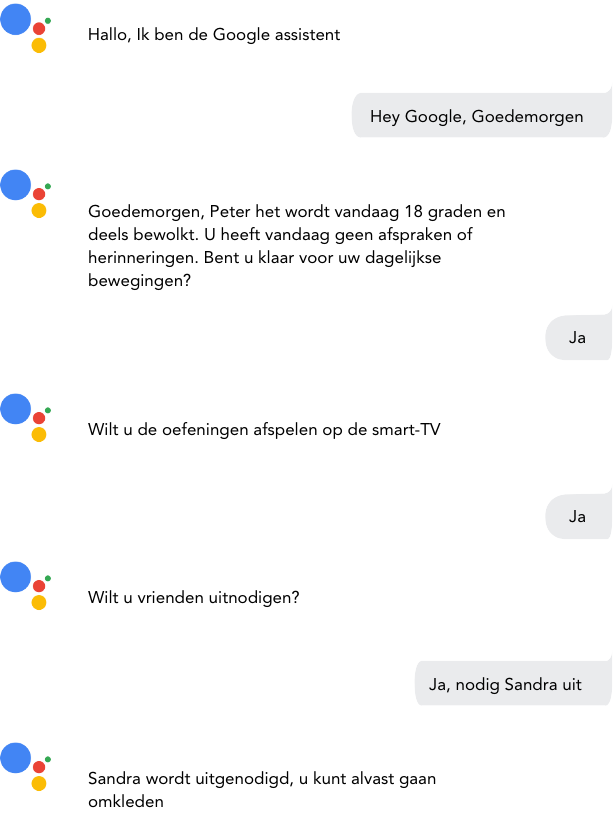 Hallo, Ik ben de Google assistent
Hey Google, Goedemorgen
Goedemorgen, Peter het wordt vandaag 18 graden en
deels bewolkt. U heeft vandaag geen afspraken of
herinneringen. Bent u klaar voor uw dagelijkse
bewegingen?
Ja
Wilt u de oefeningen afspelen op de smart-TV
Ja
Wilt u vrienden uitnodigen?
Ja, nodig Sandra uit
Sandra wordt uitgenodigd, u kunt alvast gaan
omkleden